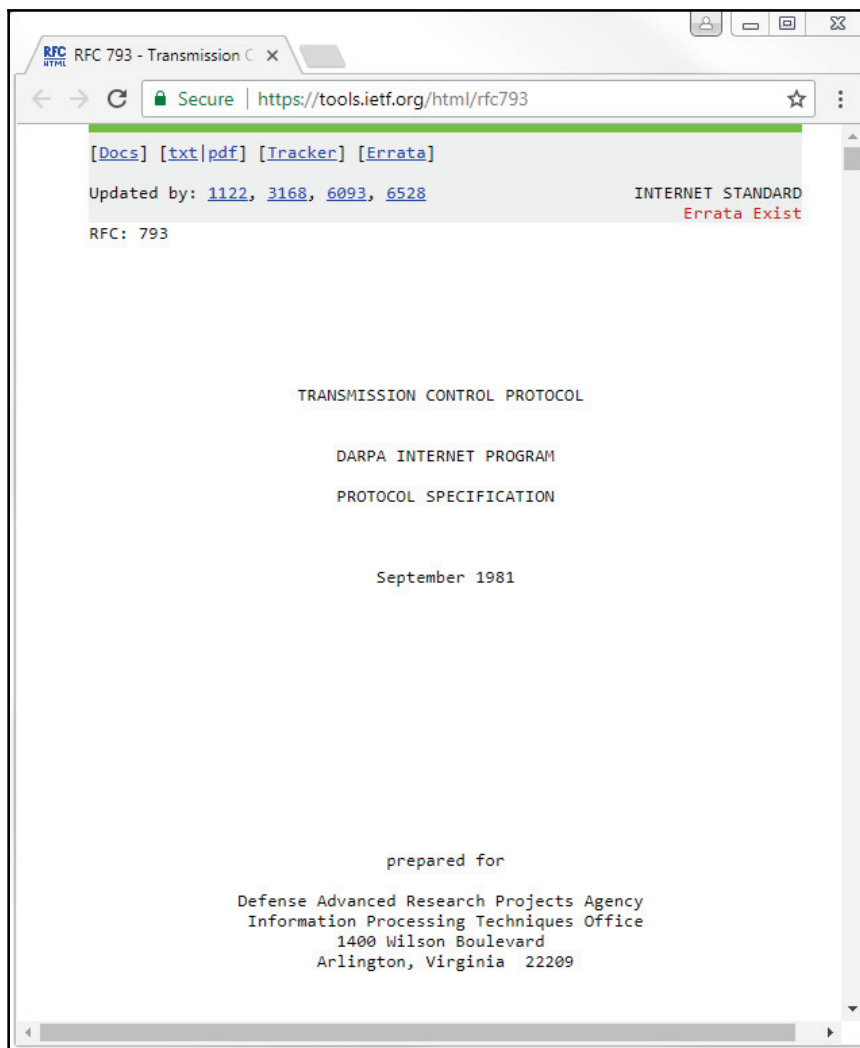 RFC HTML RFC 793 - Transmission C
Secure https://tools.ietf.org/html/rfc793
[Docs] [txt|pdf] [Tracker] [Errata]
Updated by: 1122, 3168, 6093, 6528 INTERNET STANDARD
Errata Exist
RFC: 793
TRANSMISSION CONTROL PROTOCOL
DARPA INTERNET PROGRAM
PROTOCOL SPECIFICATION
September 1981
prepared for
Defense Advanced Research Projects Agency
Information Processing Techniques Office
1400 Wilson Boulevard
Arlington, Virginia 22209